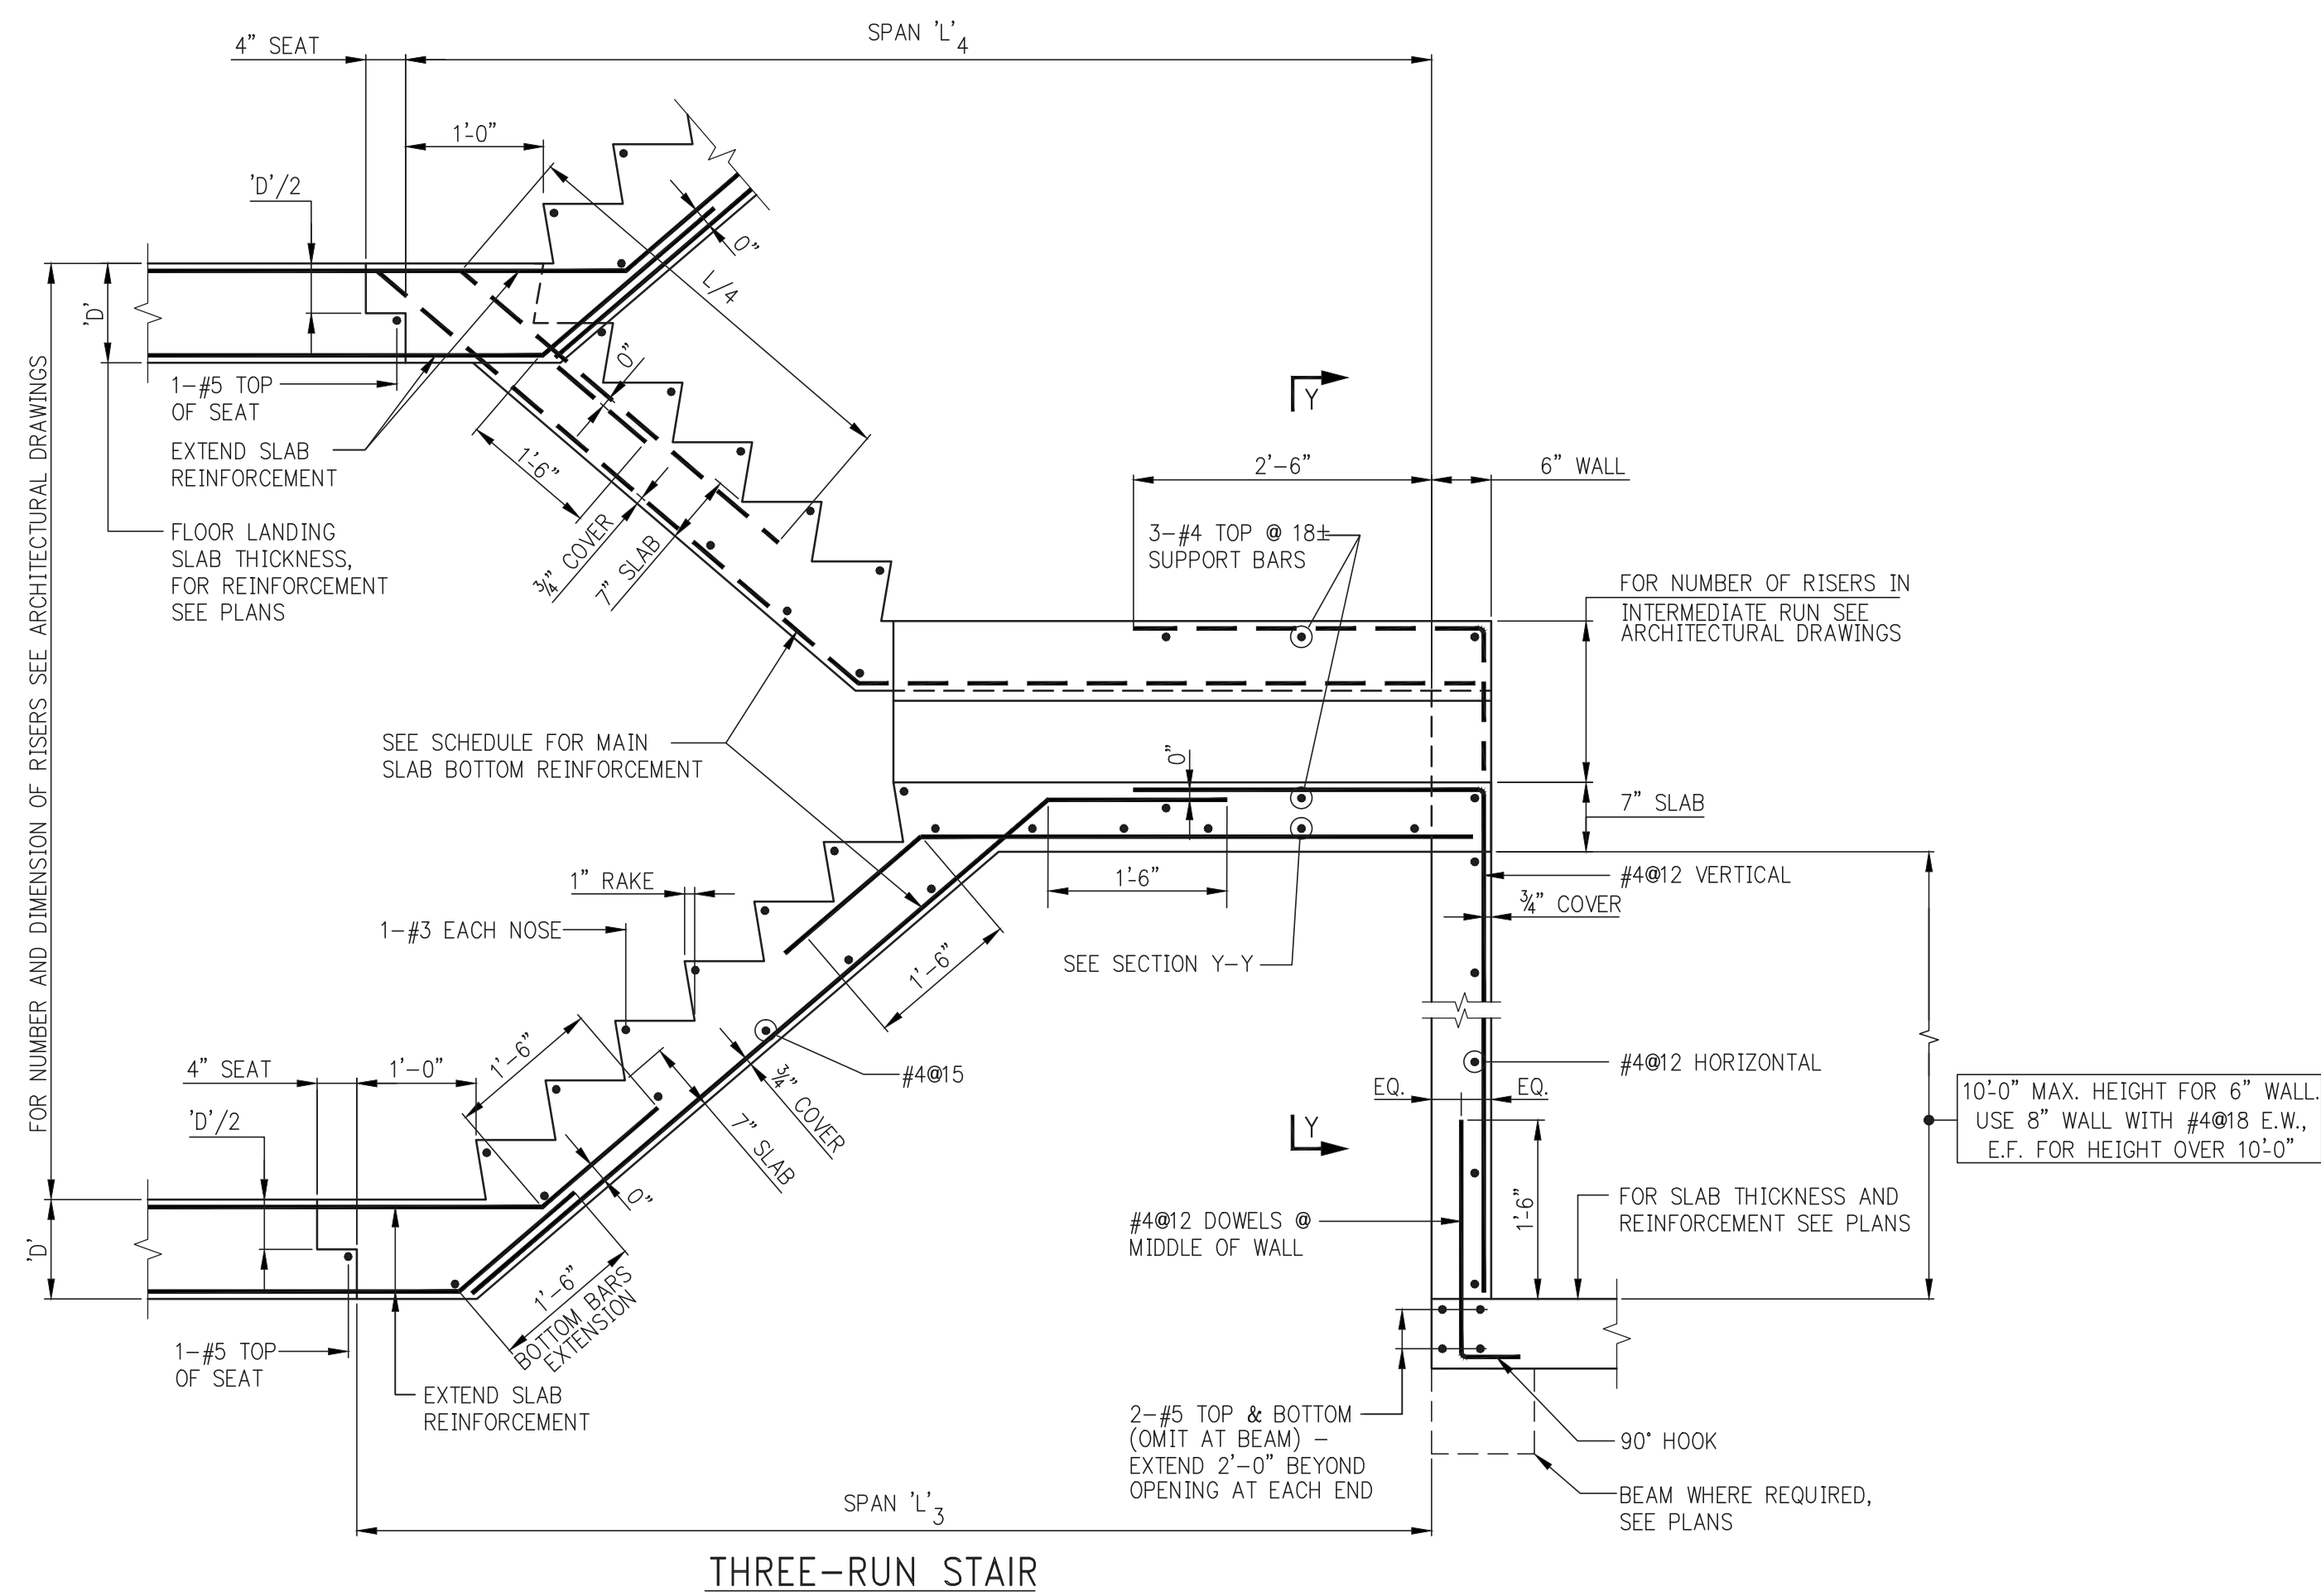 SPAN 'L'4
4" SEAT
1'-0"
'D'/2
0"
L/4
'D'
0"
1-#5 TOP
OF SEAT
EXTEND SLAB
REINFORCEMENT
1'-6"
¾" COVER
7" SLAB
FLOOR LANDING
SLAB THICKNESS,
FOR REINFORCEMENT
SEE PLANS
FOR NUMBER AND DIMENSION OF RISERS SEE ARCHITECTURAL DRAWINGS
Y
2'-6"
6" WALL
3-#4 TOP @ 18±
SUPPORT BARS
FOR NUMBER OF RISERS IN
INTERMEDIATE RUN SEE
ARCHITECTURAL DRAWINGS
SEE SCHEDULE FOR MAIN
SLAB BOTTOM REINFORCEMENT
0"
7" SLAB
1" RAKE
1'-6"
#4@12 VERTICAL
¾" COVER
1-#3 EACH NOSE
SEE SECTION Y-Y
1'-6"
1'-6"
#4@15
#4@12 HORIZONTAL
4" SEAT
1'-0"
¾" COVER
7" SLAB
EQ.
EQ.
10'-0" MAX. HEIGHT FOR 6" WALL.
USE 8" WALL WITH #4@18 E.W.,
E.F. FOR HEIGHT OVER 10'-0"
'D'/2
Y
0"
1'-6"
FOR SLAB THICKNESS AND
REINFORCEMENT SEE PLANS
#4@12 DOWELS @
MIDDLE OF WALL
'D'
1'-6"
BOTTOM BARS
EXTENSION
1-#5 TOP
OF SEAT
EXTEND SLAB
REINFORCEMENT
2-#5 TOP & BOTTOM
(OMIT AT BEAM) -
EXTEND 2'-0" BEYOND
OPENING AT EACH END
90° HOOK
BEAM WHERE REQUIRED,
SEE PLANS
SPAN 'L'3
THREE-RUN STAIR